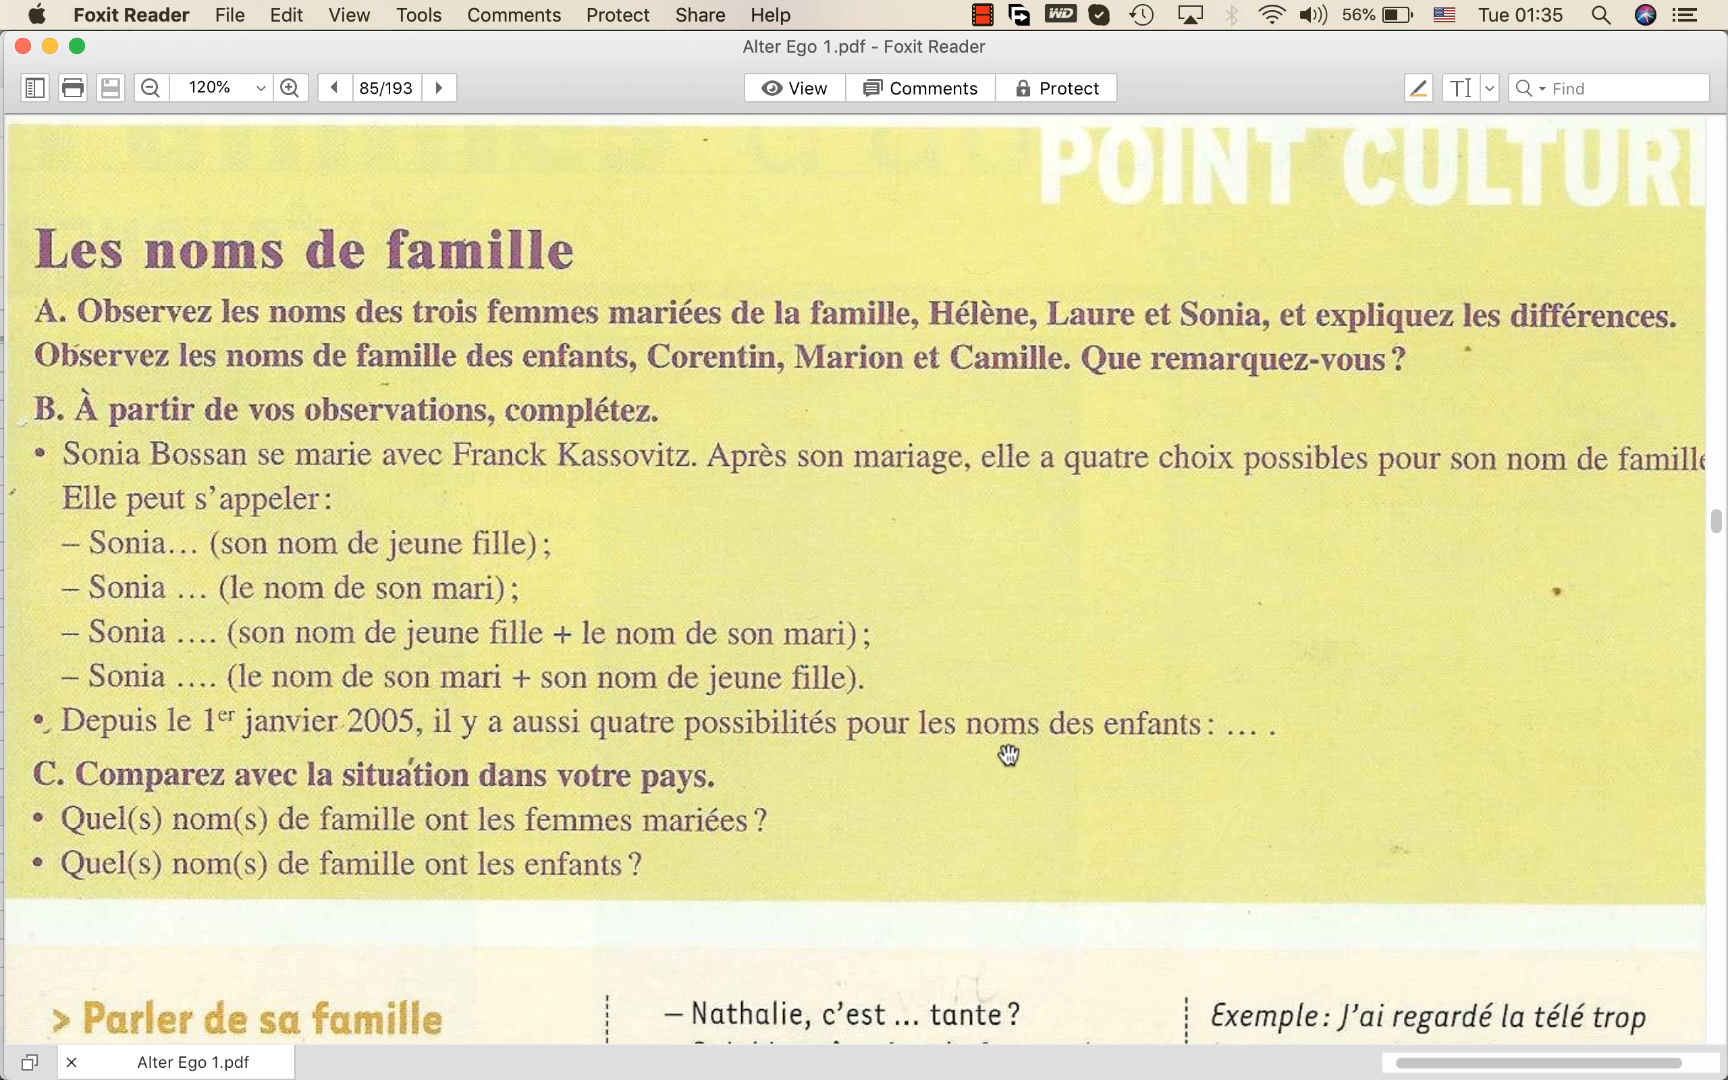 Foxit Reader File Edit View Tools Comments Protect Share Help WD 56% Tue 01:35
Alter Ego 1.pdf - Foxit Reader
120% 85/193 View Comments Protect Find
POINT CULTUR
Les noms de famille
A. Observez les noms des trois femmes mariées de la famille, Hélène, Laure et Sonia, et expliquez les différences.
Observez les noms de famille des enfants, Corentin, Marion et Camille. Que remarquez-vous ?
B. À partir de vos observations, complétez.
• Sonia Bossan se marie avec Franck Kassovitz. Après son mariage, elle a quatre choix possibles pour son nom de famille
Elle peut s'appeler :
– Sonia… (son nom de jeune fille) ;
– Sonia … (le nom de son mari) ;
– Sonia …. (son nom de jeune fille + le nom de son mari) ;
– Sonia …. (le nom de son mari + son nom de jeune fille).
• Depuis le 1er janvier 2005, il y a aussi quatre possibilités pour les noms des enfants : … .
C. Comparez avec la situation dans votre pays.
• Quel(s) nom(s) de famille ont les femmes mariées ?
• Quel(s) nom(s) de famille ont les enfants ?
> Parler de sa famille
– Nathalie, c'est … tante ?
Exemple : J'ai regardé la télé trop
Alter Ego 1.pdf